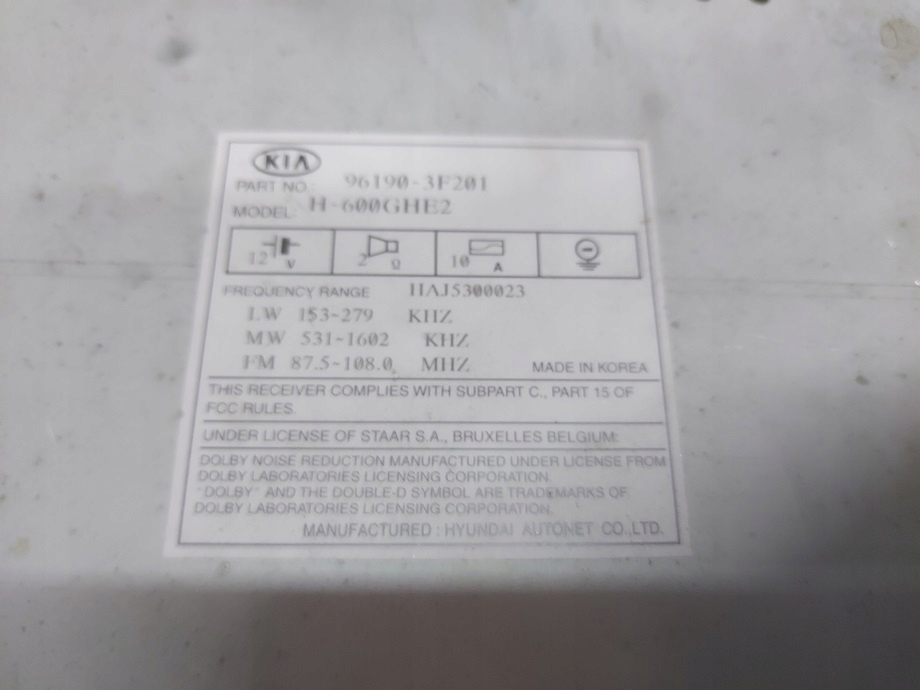 KIA
PART NO.: 96190-3F201
MODEL: H-600GHE2
12 V 2 Ω 10 A
FREQUENCY RANGE HAJ5300023
LW 153-279 KHZ
MW 531-1602 KHZ
FM 87.5-108.0 MHZ MADE IN KOREA
THIS RECEIVER COMPLIES WITH SUBPART C., PART 15 OF
FCC RULES.
UNDER LICENSE OF STAAR S.A., BRUXELLES BELGIUM:
DOLBY NOISE REDUCTION MANUFACTURED UNDER LICENSE FROM
DOLBY LABORATORIES LICENSING CORPORATION.
"DOLBY" AND THE DOUBLE-D SYMBOL ARE TRADEMARKS OF
DOLBY LABORATORIES LICENSING CORPORATION.
MANUFACTURED : HYUNDAI AUTONET CO.,LTD.